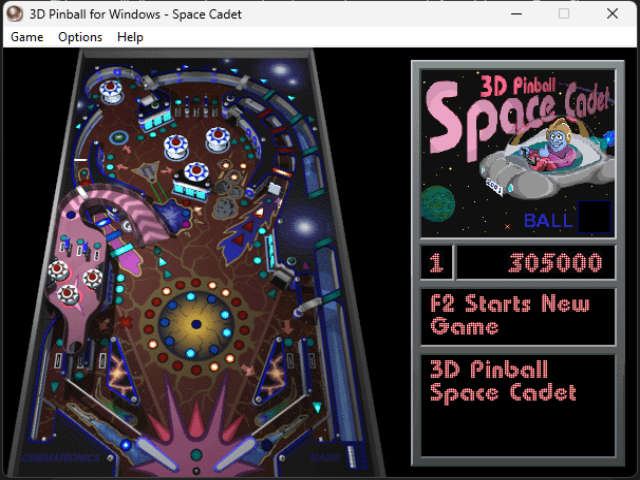 3D Pinball for Windows - Space Cadet
Game Options Help
3D Pinball
Space Cadet
BALL
1 305000
F2 Starts New
Game
3D Pinball
Space Cadet
CINEMATRONICS
MAXIS